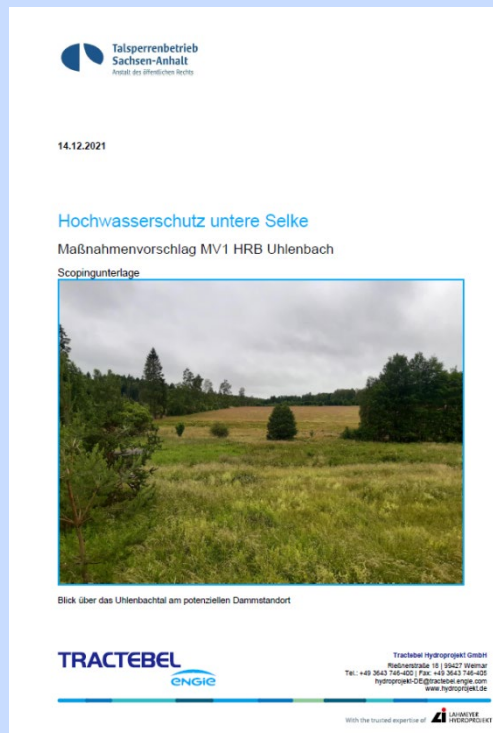 Talsperrenbetrieb
Sachsen-Anhalt
Anstalt des öffentlichen Rechts
14.12.2021
Hochwasserschutz untere Selke
Maßnahmenvorschlag MV1 HRB Uhlenbach
Scopingunterlage
Blick über das Uhlenbachtal am potenziellen Dammstandort
TRACTEBEL
ENGIE
Tractebel Hydroprojekt GmbH
Rießnerstraße 18 | 99427 Weimar
Tel.: +49 3643 746-400 | Fax: +49 3643 746-405
hydroprojekt-DE@tractebel.engie.com
www.hydroprojekt.de
With the trusted expertise of
LAHMEYER
HYDROPROJEKT